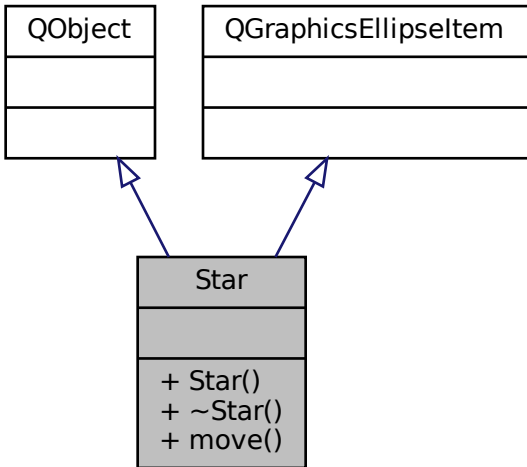 QObject
QGraphicsEllipseItem
Star
+ Star()
+ ~Star()
+ move()